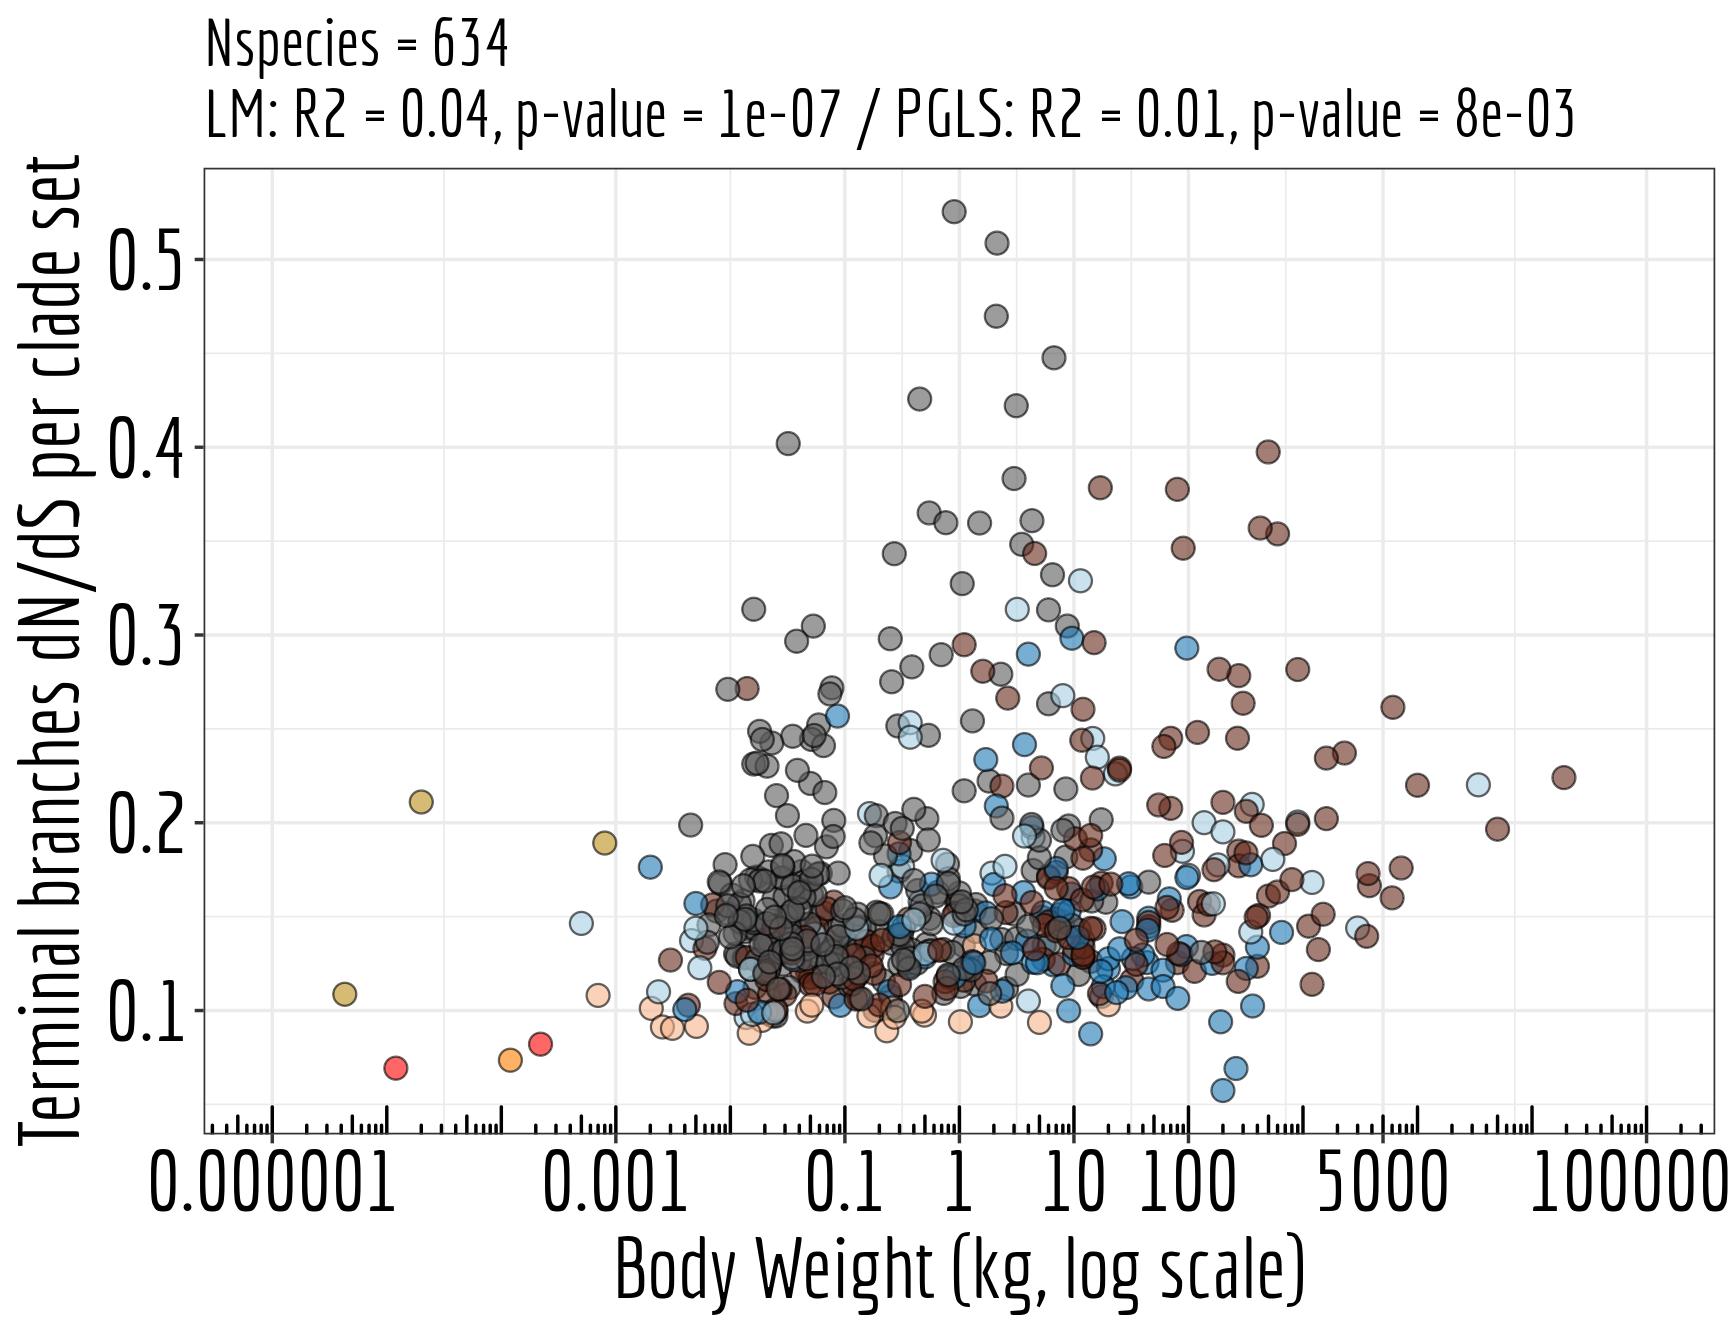 Nspecies = 634
LM: R2 = 0.04, p-value = 1e-07 / PGLS: R2 = 0.01, p-value = 8e-03
Terminal branches dN/dS per clade set
0.5
0.4
0.3
0.2
0.1
0.000001 0.001 0.1 1 10 100 5000 100000
Body Weight (kg, log scale)